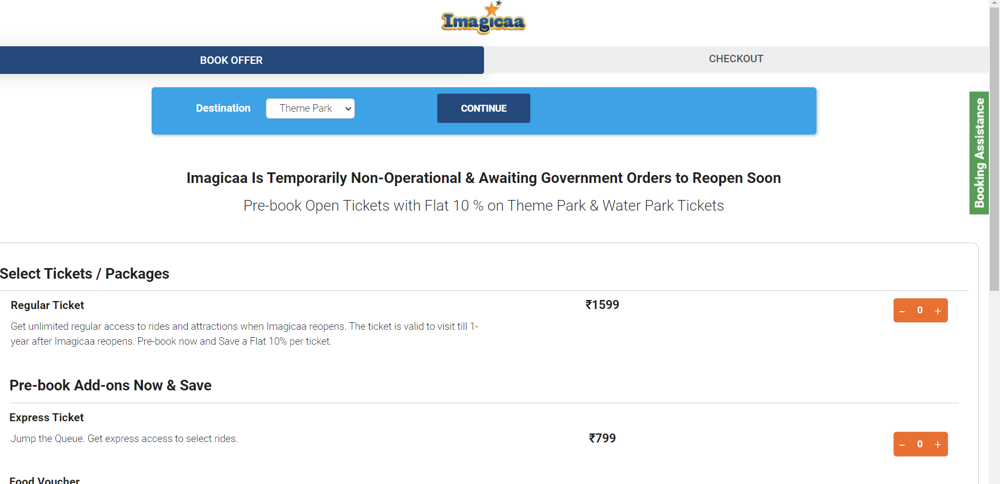 Imagicaa
BOOK OFFER
CHECKOUT
Destination
Theme Park
CONTINUE
Booking Assistance
Imagicaa Is Temporarily Non-Operational & Awaiting Government Orders to Reopen Soon
Pre-book Open Tickets with Flat 10 % on Theme Park & Water Park Tickets
Select Tickets / Packages
Regular Ticket
₹1599
– 0 +
Get unlimited regular access to rides and attractions when Imagicaa reopens. The ticket is valid to visit till 1-
year after Imagicaa reopens. Pre-book now and Save a Flat 10% per ticket.
Pre-book Add-ons Now & Save
Express Ticket
Jump the Queue. Get express access to select rides.
₹799
– 0 +
Food Voucher